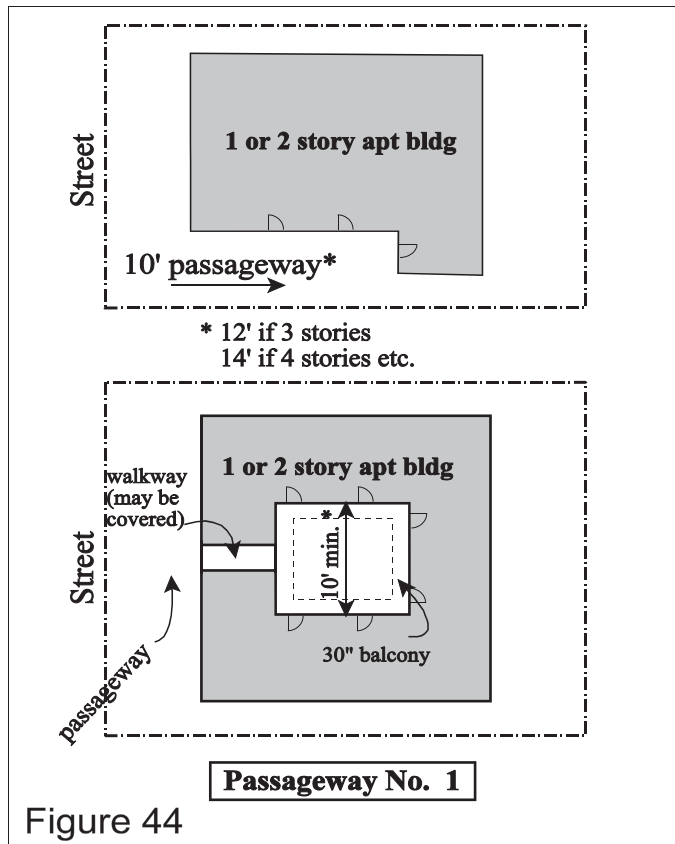 1 or 2 story apt bldg
Street
10' passageway*
* 12' if 3 stories
14' if 4 stories etc.
1 or 2 story apt bldg
walkway
(may be
covered)
Street
10' min. *
30" balcony
passageway
Passageway No. 1
Figure 44